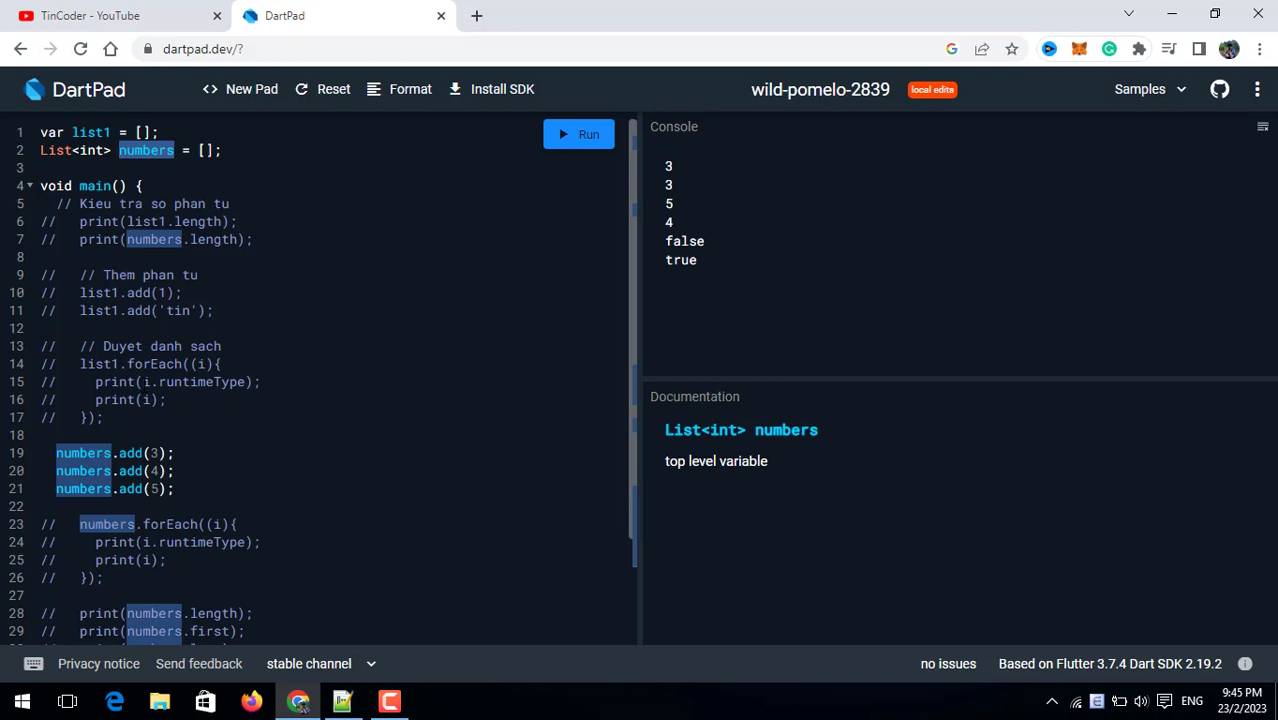 TinCoder - YouTube
DartPad
dartpad.dev/?
DartPad
<> New Pad
Reset
Format
Install SDK
wild-pomelo-2839
local edits
Samples
1 var list1 = [];
2 List<int> numbers = [];
3
4 void main() {
5 // Kieu tra so phan tu
6 // print(list1.length);
7 // print(numbers.length);
8
9 // // Them phan tu
10 // list1.add(1);
11 // list1.add('tin');
12
13 // // Duyet danh sach
14 // list1.forEach((i){
15 // print(i.runtimeType);
16 // print(i);
17 // });
18
19 numbers.add(3);
20 numbers.add(4);
21 numbers.add(5);
22
23 // numbers.forEach((i){
24 // print(i.runtimeType);
25 // print(i);
26 // });
27
28 // print(numbers.length);
29 // print(numbers.first);
Run
Console
3
3
5
4
false
true
Documentation
List<int> numbers
top level variable
Privacy notice
Send feedback
stable channel
no issues
Based on Flutter 3.7.4 Dart SDK 2.19.2
ENG
9:45 PM
23/2/2023